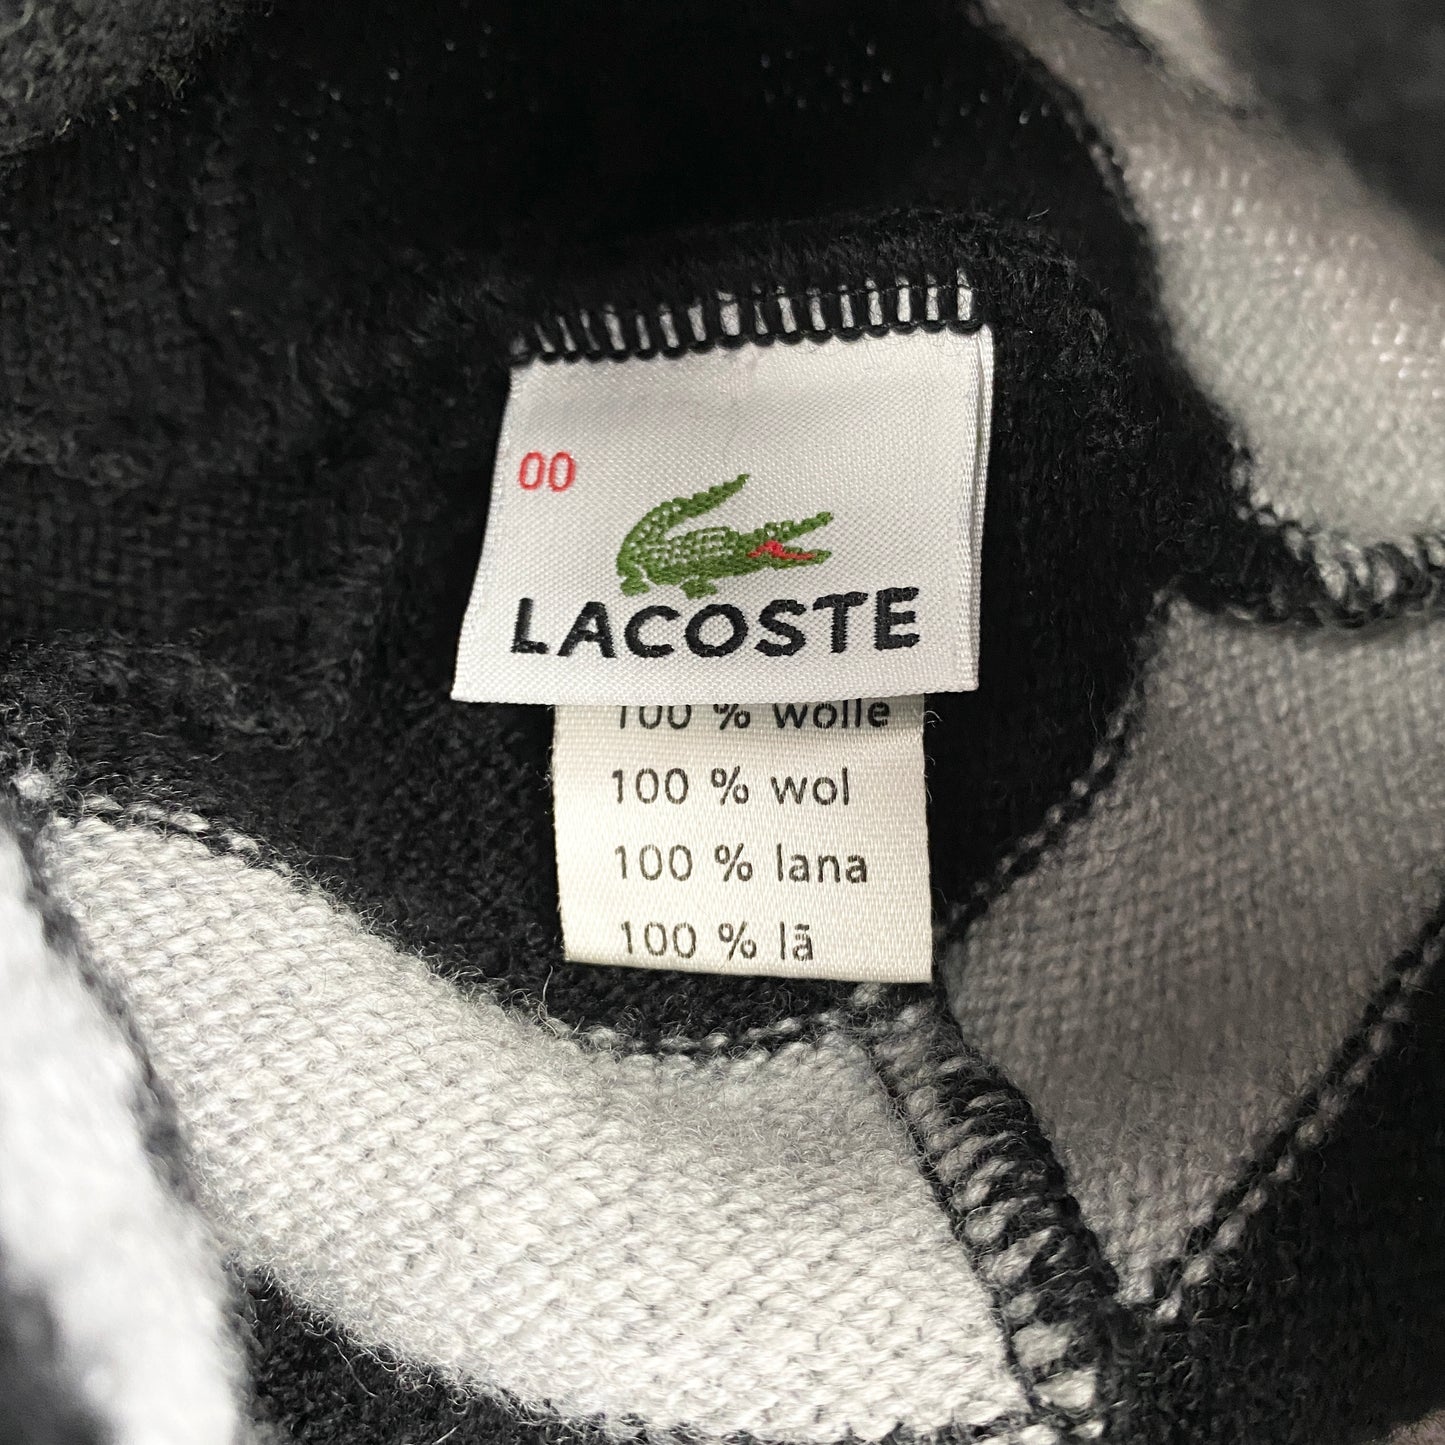 00
LACOSTE
100 % wolle
100 % wol
100 % lana
100 % lã